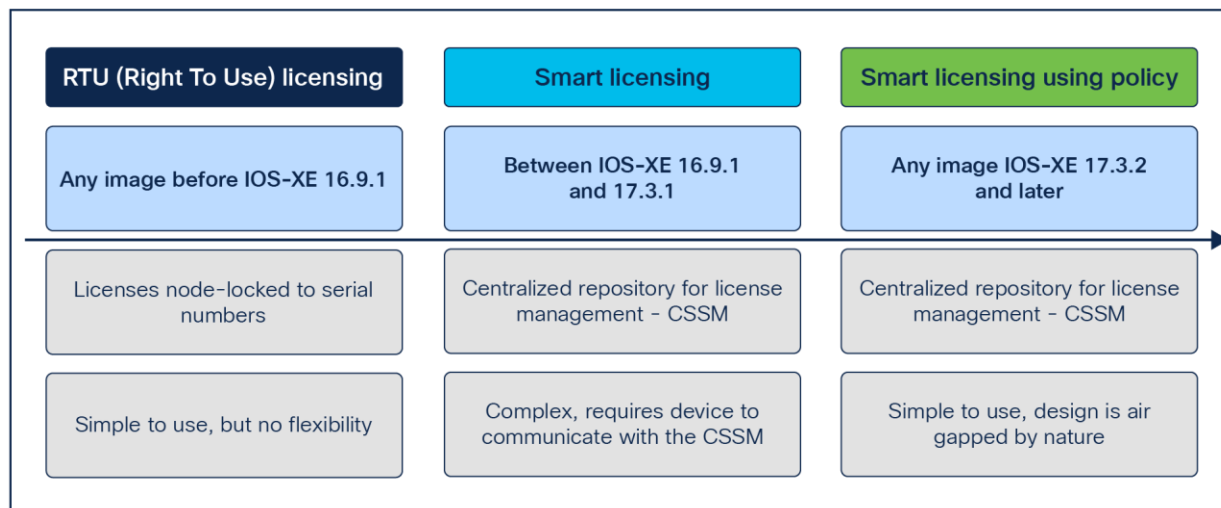 RTU (Right To Use) licensing
Smart licensing
Smart licensing using policy
Any image before IOS-XE 16.9.1
Between IOS-XE 16.9.1
and 17.3.1
Any image IOS-XE 17.3.2
and later
Licenses node-locked to serial
numbers
Centralized repository for license
management - CSSM
Centralized repository for license
management - CSSM
Simple to use, but no flexibility
Complex, requires device to
communicate with the CSSM
Simple to use, design is air
gapped by nature